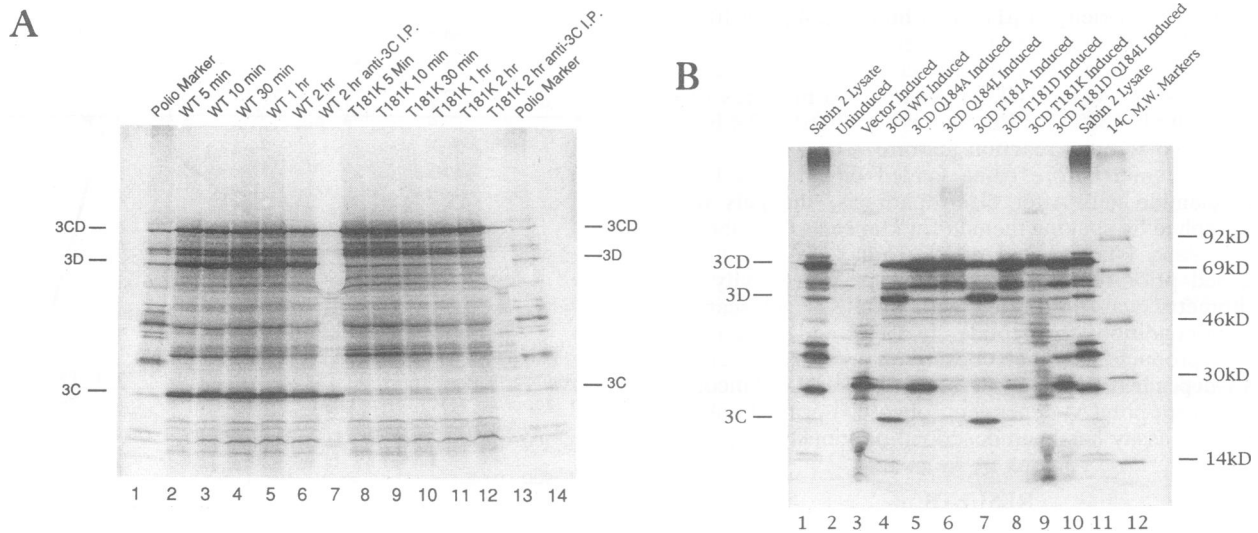 A
Polio Marker
WT 5 min
WT 10 min
WT 30 min
WT 1 hr
WT 2 hr
WT 2 hr anti-3C I.P.
T181K 5 Min
T181K 10 min
T181K 30 min
T181K 1 hr
T181K 2 hr
T181K 2 hr anti-3C I.P.
Polio Marker
3CD
3D
3C
3CD
3D
3C
1 2 3 4 5 6 7 8 9 10 11 12 13 14
B
Sabin 2 Lysate
Uninduced
Vector Induced
3CD WT Induced
3CD Q184A Induced
3CD Q184L Induced
3CD T181A Induced
3CD T181D Induced
3CD T181K Induced
3CD T181D Q184L Induced
Sabin 2 Lysate
14C M.W. Markers
3CD
3D
3C
92kD
69kD
46kD
30kD
14kD
1 2 3 4 5 6 7 8 9 10 11 12